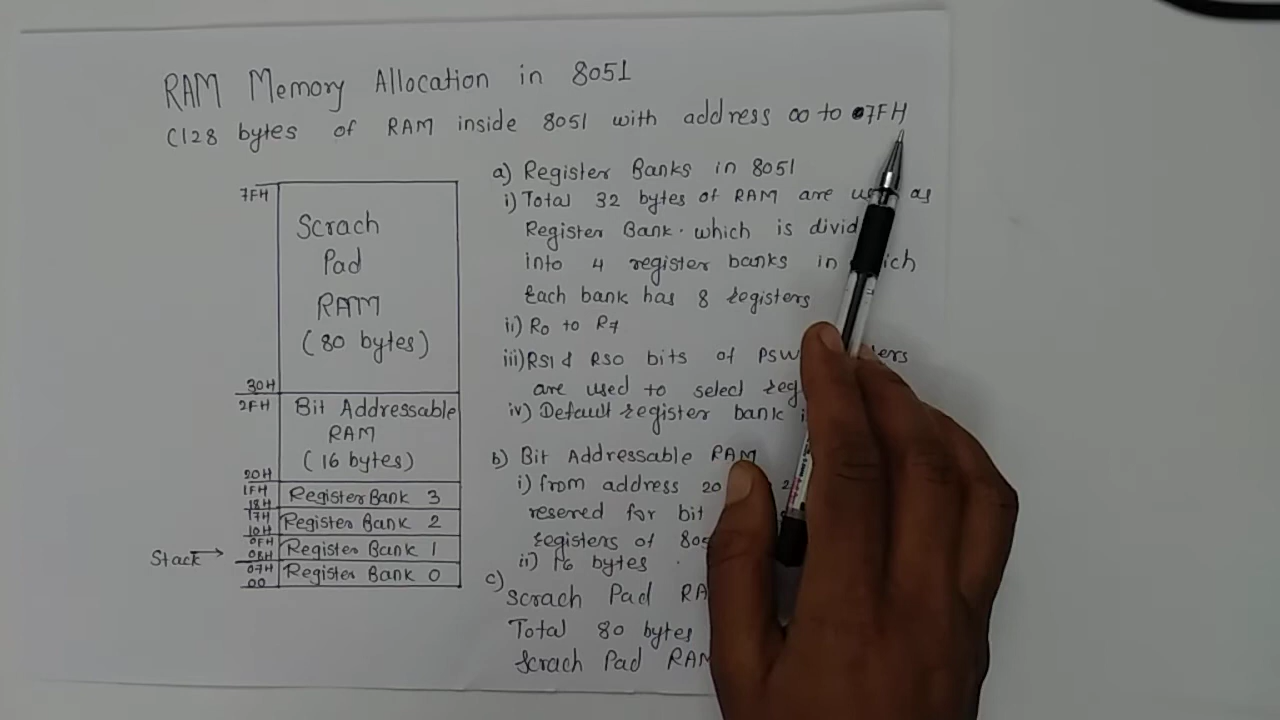 RAM Memory Allocation in 8051
(128 bytes of RAM inside 8051 with address 00 to 07FH
7FH
Scrach
Pad
RAM
(80 bytes)
30H
2FH
Bit Addressable
RAM
(16 bytes)
20H
1FH
Register Bank 3
18H
17H
Register Bank 2
10H
0FH
Register Bank 1
08H
Stack
07H
Register Bank 0
00
a) Register Banks in 8051
i) Total 32 bytes of RAM are as
Register Bank. which is
into 4 register banks in
Each bank has 8 registers
ii) R0 to R7
iii) RS1 & RS0 bits of PSW
are used to select
iv) Default register bank
b) Bit Addressable RAM
i) from address 20
resered for bit
registers of
ii) 16 bytes
c)
Scrach Pad
Total 80 bytes
Scrach Pad RAM